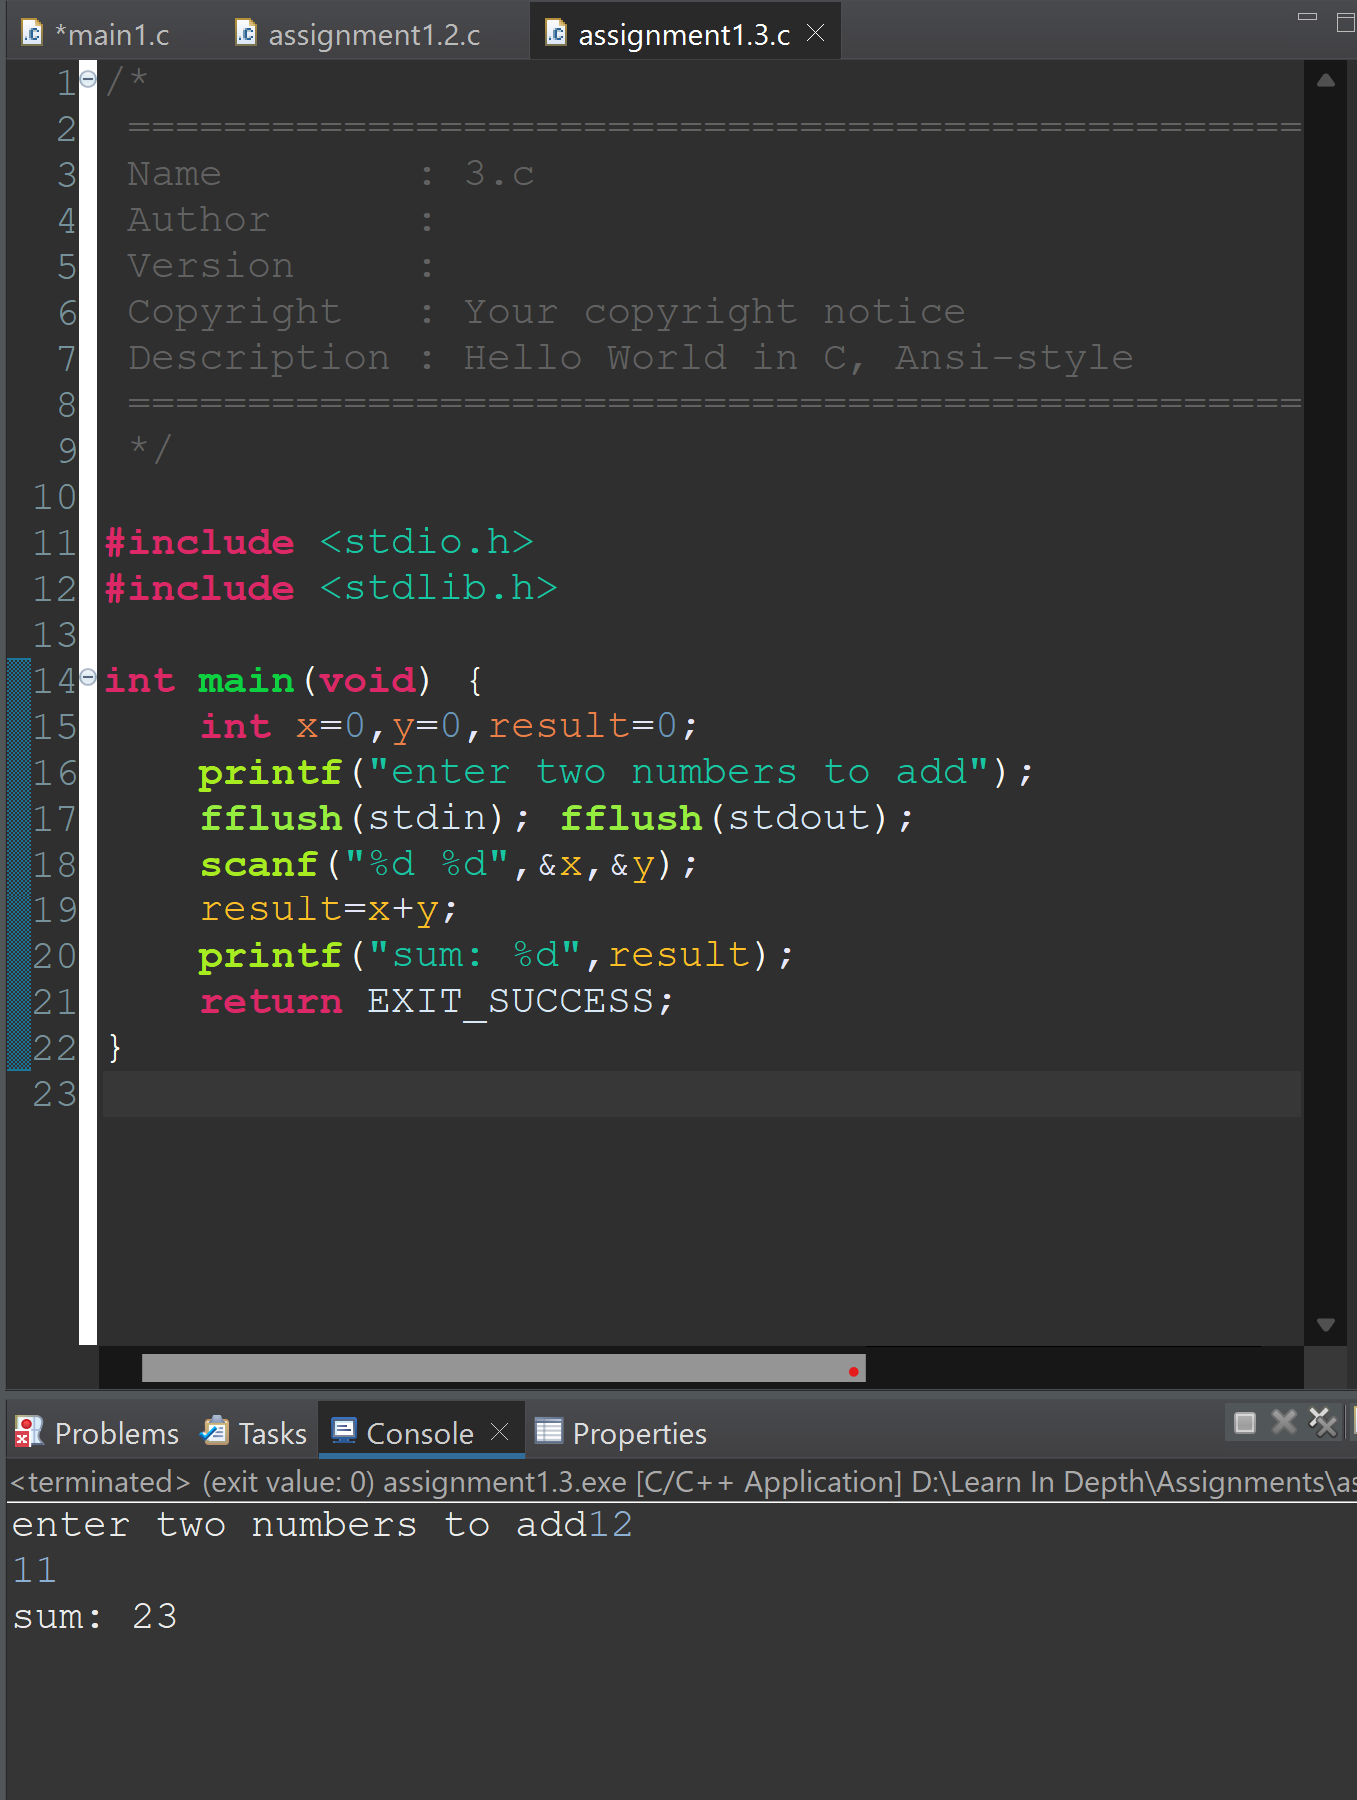 *main1.c assignment1.2.c assignment1.3.c
1 /*
2 =================================================
3 Name : 3.c
4 Author :
5 Version :
6 Copyright : Your copyright notice
7 Description : Hello World in C, Ansi-style
8 =================================================
9 */
10
11 #include <stdio.h>
12 #include <stdlib.h>
13
14 int main(void) {
15 int x=0,y=0,result=0;
16 printf("enter two numbers to add");
17 fflush(stdin); fflush(stdout);
18 scanf("%d %d",&x,&y);
19 result=x+y;
20 printf("sum: %d",result);
21 return EXIT_SUCCESS;
22 }
23
Problems Tasks Console Properties
<terminated> (exit value: 0) assignment1.3.exe [C/C++ Application] D:\Learn In Depth\Assignments\as
enter two numbers to add12
11
sum: 23